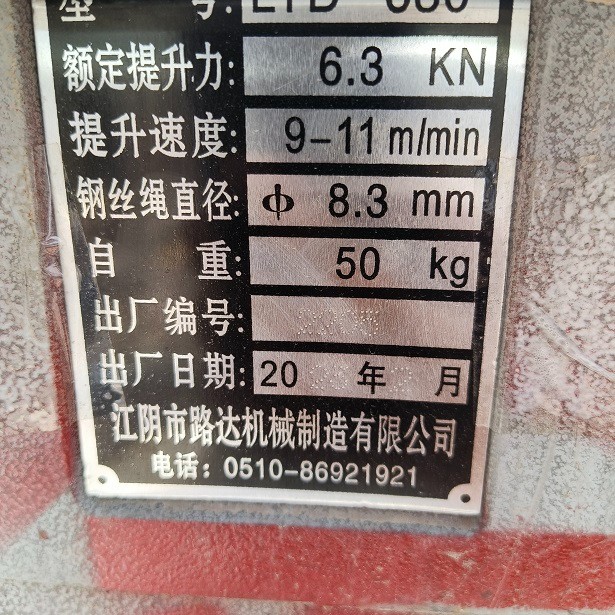 型 号:
额定提升力: 6.3 KN
提升速度: 9-11 m/min
钢丝绳直径: ф 8.3 mm
自 重: 50 kg
出厂编号:
出厂日期: 20 年 月
江阴市路达机械制造有限公司
电话: 0510-86921921